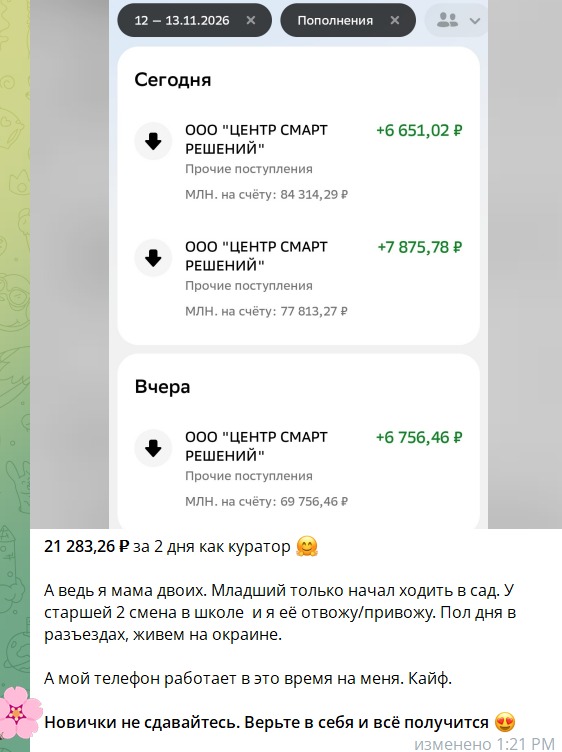 12 – 13.11.2026 ✕
Пополнения ✕
Сегодня
ООО "ЦЕНТР СМАРТ
РЕШЕНИЙ"
+6 651,02 ₽
Прочие поступления
МЛН. на счёту: 84 314,29 ₽
ООО "ЦЕНТР СМАРТ
РЕШЕНИЙ"
+7 875,78 ₽
Прочие поступления
МЛН. на счёту: 77 813,27 ₽
Вчера
ООО "ЦЕНТР СМАРТ
РЕШЕНИЙ"
+6 756,46 ₽
Прочие поступления
МЛН. на счёту: 69 756,46 ₽
21 283,26 ₽ за 2 дня как куратор 🤗
А ведь я мама двоих. Младший только начал ходить в сад. У
старшей 2 смена в школе и я её отвожу/привожу. Пол дня в
разъездах, живем на окраине.
А мой телефон работает в это время на меня. Кайф.
Новички не сдавайтесь. Верьте в себя и всё получится 😍
изменено 1:21 PM